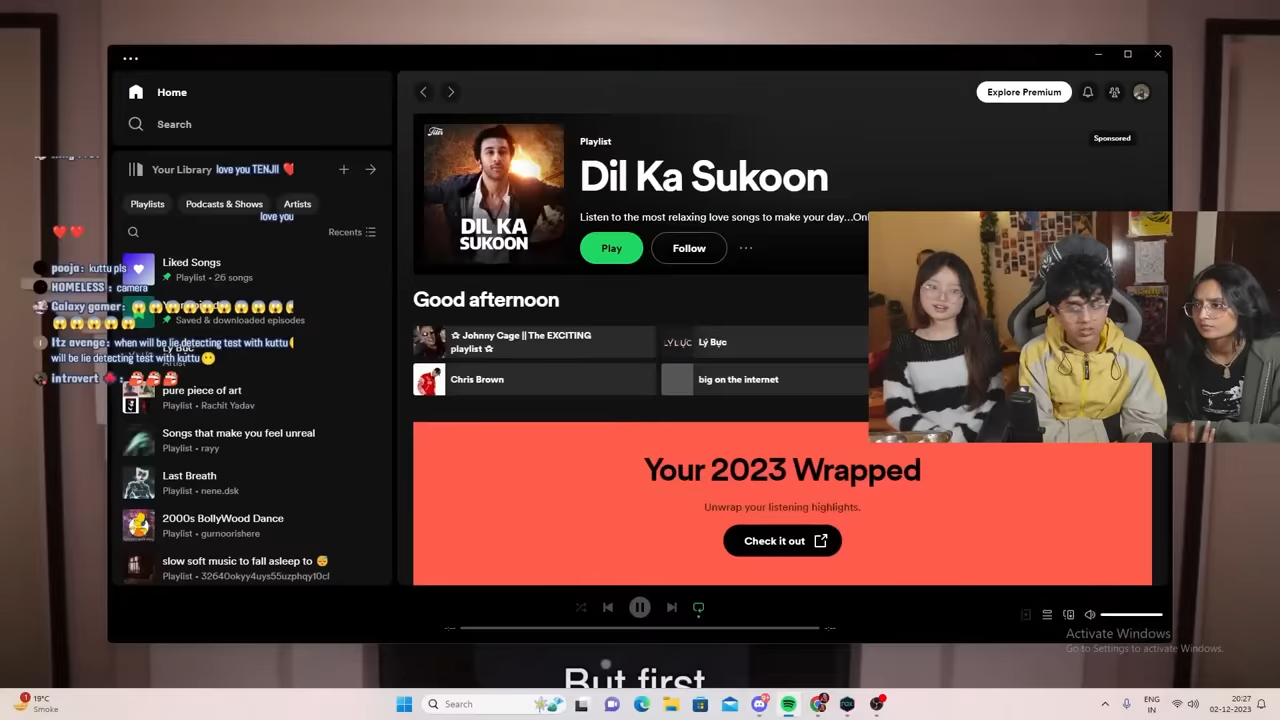 Home
Search
Your Library
love you TENJII ❤️
Playlists
Podcasts & Shows
Artists
love you
Recents
❤️❤️
pooja: kuttu pls
HOMELESS: camera
Galaxy gamer: 😱😱😱😱😱😱😱😱😱
😱😱😱😱😱
Itz avenge: when will be lie detecting test with kuttu
will be lie detecting test with kuttu
introvert
Liked Songs
Playlist • 26 songs
Saved & downloaded episodes
Lý Bực
Artist
pure piece of art
Playlist • Rachit Yadav
Songs that make you feel unreal
Playlist • rayy
Last Breath
Playlist • nene.dsk
2000s BollyWood Dance
Playlist • gurnoorishere
slow soft music to fall asleep to 😴
Playlist • 32640okyy4uys55uzphqy10cl
Explore Premium
Sponsored
DIL KA
SUKOON
Playlist
Dil Ka Sukoon
Listen to the most relaxing love songs to make your day...Onl
Play
Follow
Good afternoon
☆ Johnny Cage || The EXCITING
playlist ☆
Lý Bực
Chris Brown
big on the internet
Your 2023 Wrapped
Unwrap your listening highlights.
Check it out
-:--
-:--
Activate Windows
Go to Settings to activate Windows.
But first
1
19°C
Smoke
Search
ENG
IN
20:27
02-12-2023